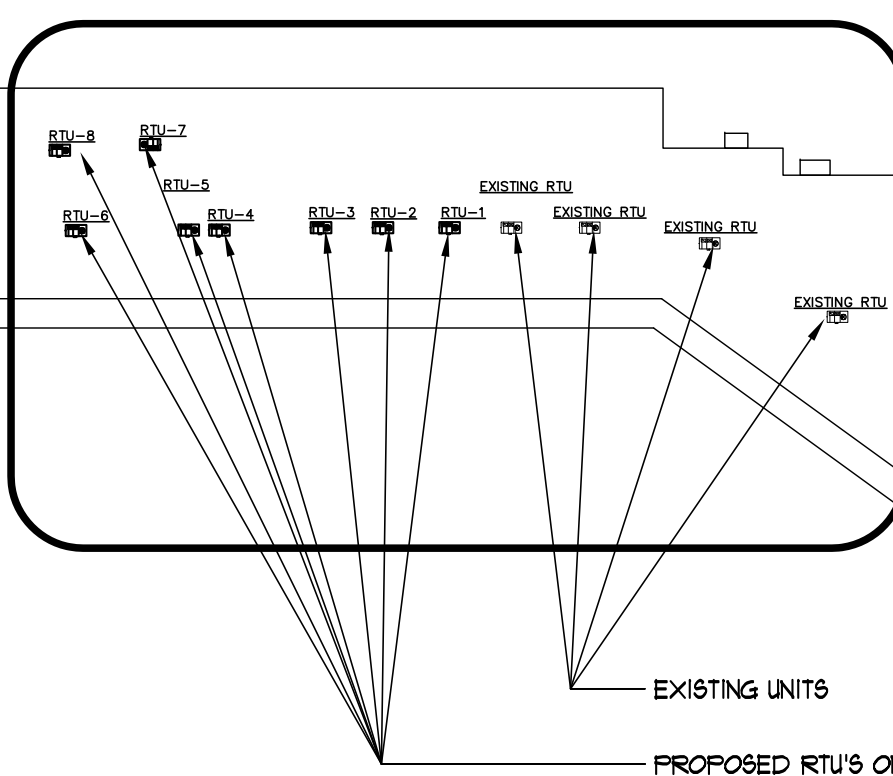 RTU-7
RTU-8
RTU-5
EXISTING RTU
RTU-6
RTU-4
RTU-3
RTU-2
RTU-1
EXISTING RTU
EXISTING RTU
EXISTING RTU
EXISTING UNITS
PROPOSED RTU'S